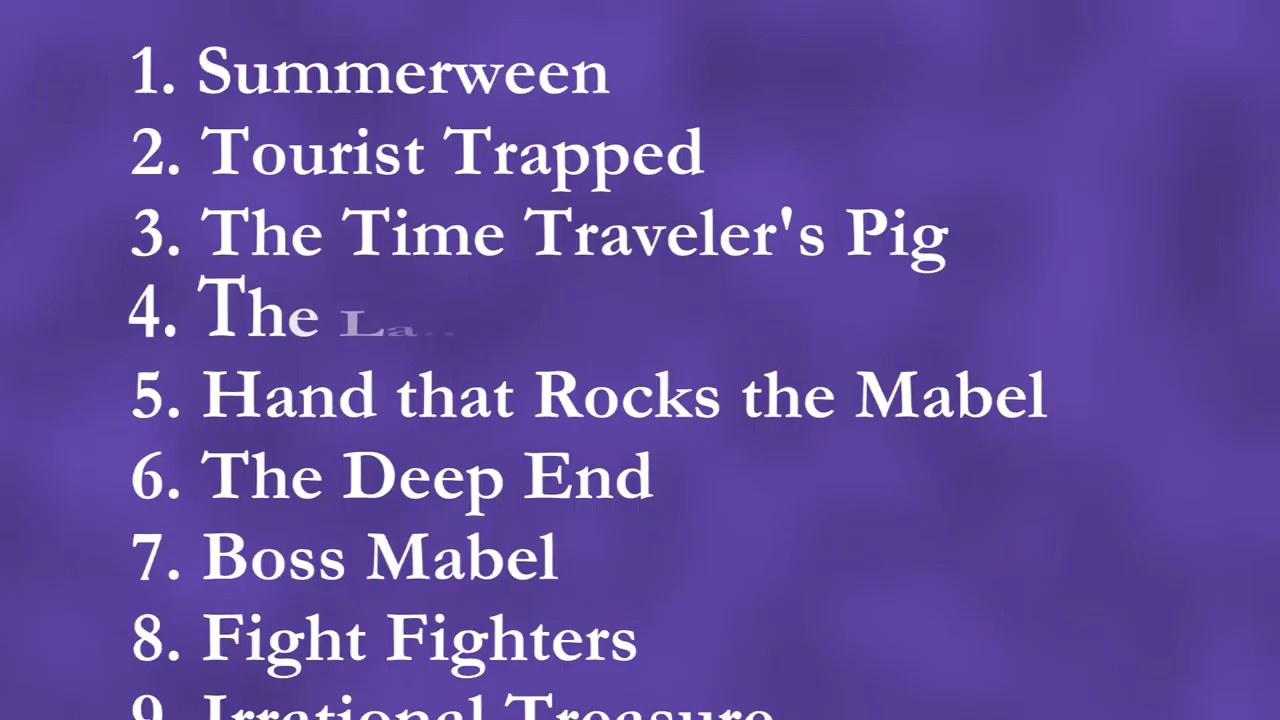 1. Summerween
2. Tourist Trapped
3. The Time Traveler's Pig
4. The La
5. Hand that Rocks the Mabel
6. The Deep End
7. Boss Mabel
8. Fight Fighters
9. Irrational Treasure